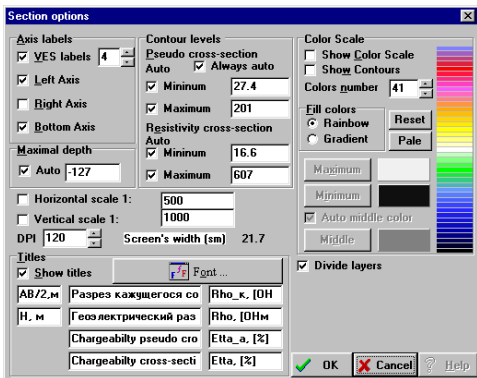 Section options
Axis labels
VES labels 4
Left Axis
Right Axis
Bottom Axis
Maximal depth
Auto -127
Contour levels
Pseudo cross-section
Auto Always auto
Mininum 27.4
Maximum 201
Resistivity cross-section
Auto
Mininum 16.6
Maximum 607
Horizontal scale 1: 500
Vertical scale 1: 1000
DPI 120 Screen's width (sm) 21.7
Titles
Show titles
Font ...
AB/2,м Разрез кажущегося со Rho_к, [ОН
Н, м Геоэлектрический раз Rho, [ОНм
Chargeabilty pseudo cro Etta_a, [%]
Chargeabilty cross-secti Etta, [%]
Color Scale
Show Color Scale
Show Contours
Colors number 41
Fill colors
Rainbow
Gradient
Reset
Pale
Maximum
Minimum
Auto middle color
Middle
Divide layers
OK Cancel Help